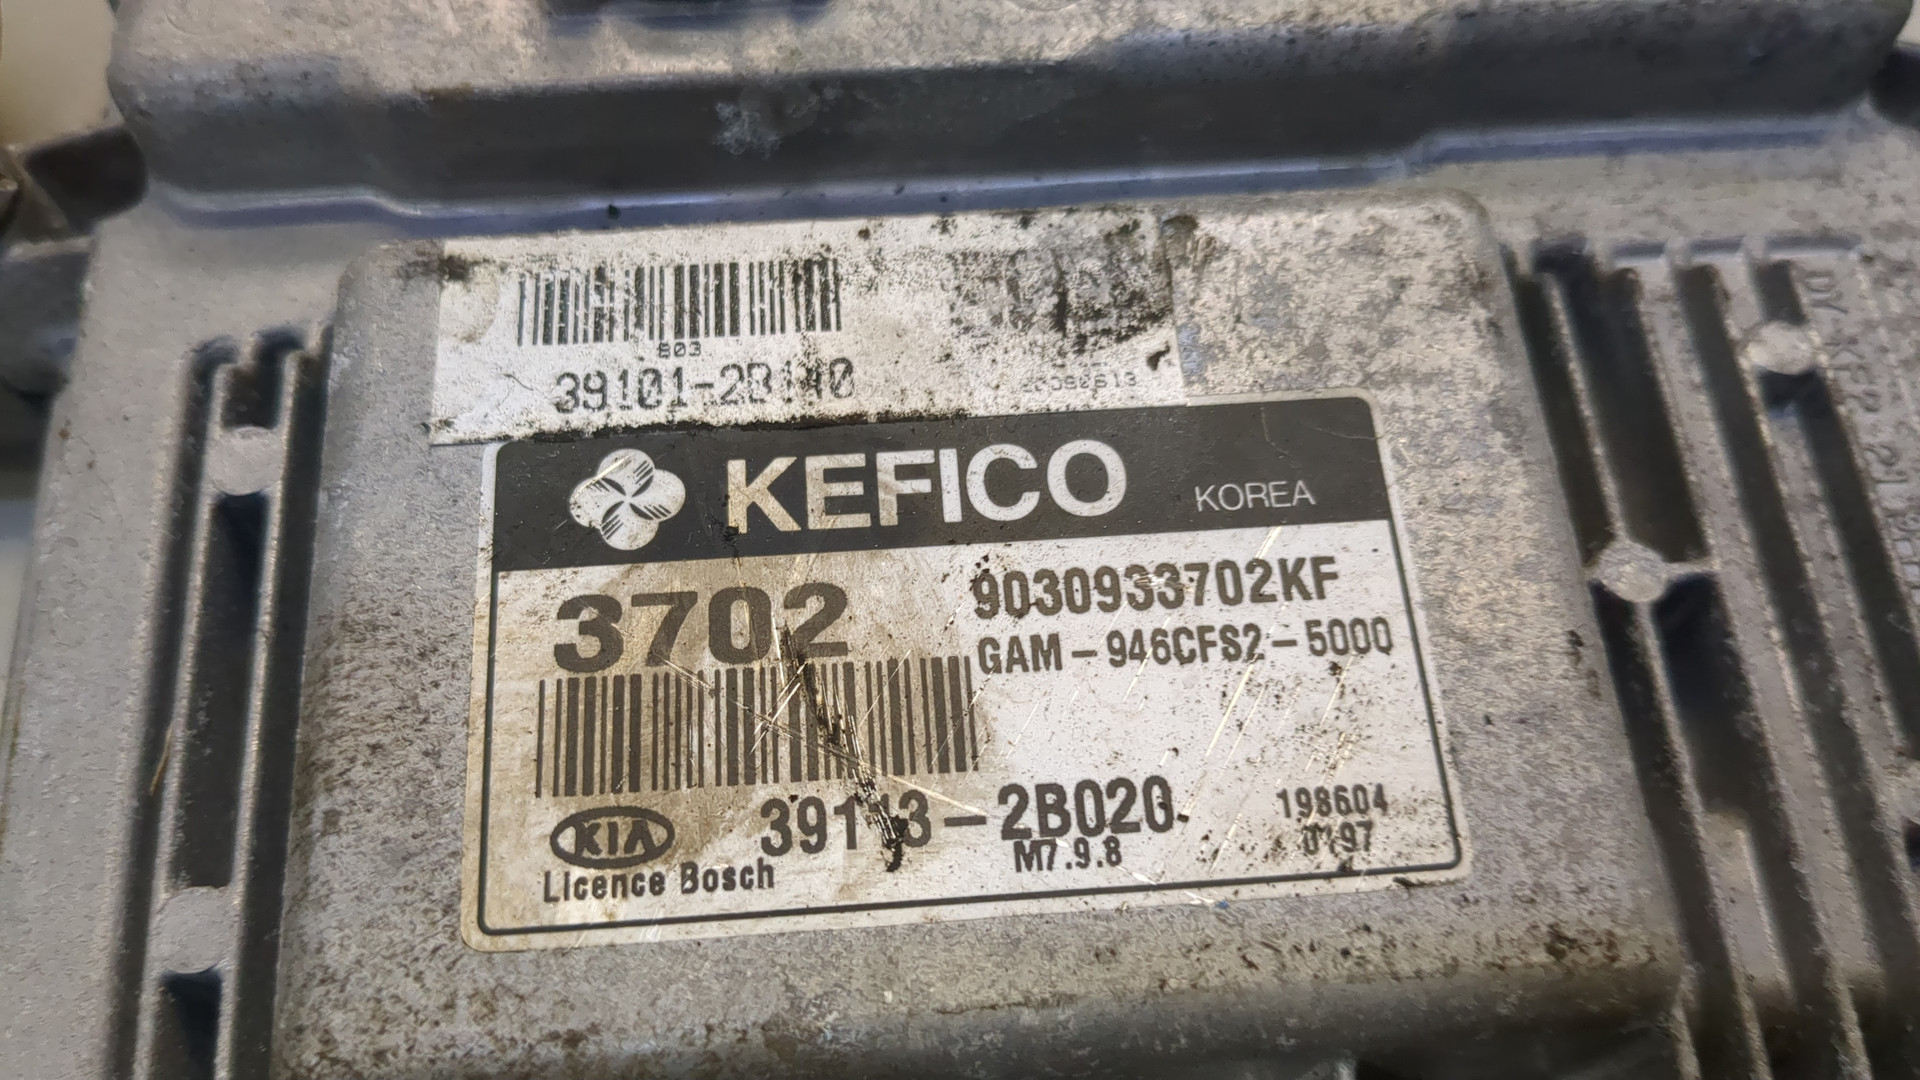 803
39101-2B140
20090613
KEFICO KOREA
3702
9030933702KF
GAM-946CFS2-5000
KIA
39113-2B020
198604
0197
Licence Bosch
M7.9.8